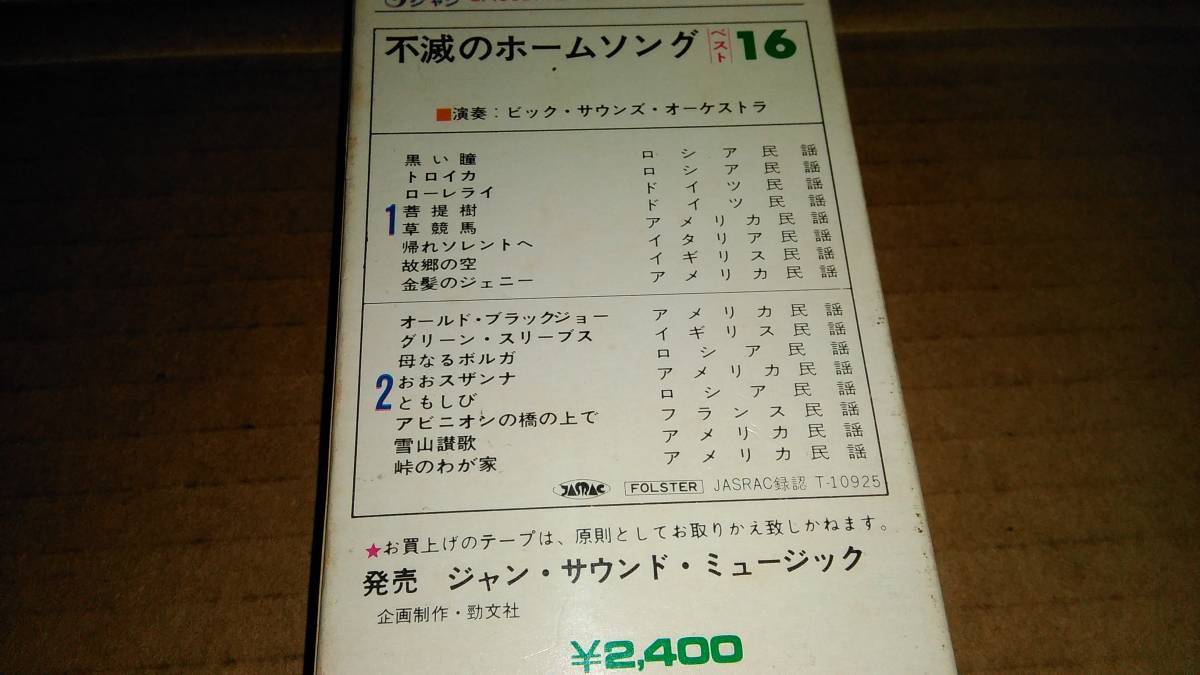 ジャン
不滅のホームソング ベスト 16
■演奏：ビック・サウンズ・オーケストラ
1
黒い瞳 ロシア民謡
トロイカ ロシア民謡
ローレライ ドイツ民謡
菩提樹 ドイツ民謡
草競馬 アメリカ民謡
帰れソレントへ イタリア民謡
故郷の空 イギリス民謡
金髪のジェニー アメリカ民謡
2
オールド・ブラックジョー アメリカ民謡
グリーン・スリーブス イギリス民謡
母なるボルガ ロシア民謡
おおスザンナ アメリカ民謡
ともしび ロシア民謡
アビニオンの橋の上で フランス民謡
雪山讃歌 アメリカ民謡
峠のわが家 アメリカ民謡
JASRAC FOLSTER JASRAC録認 T-10925
★お買上げのテープは、原則としてお取りかえ致しかねます。
発売 ジャン・サウンド・ミュージック
企画制作・勁文社
¥2,400